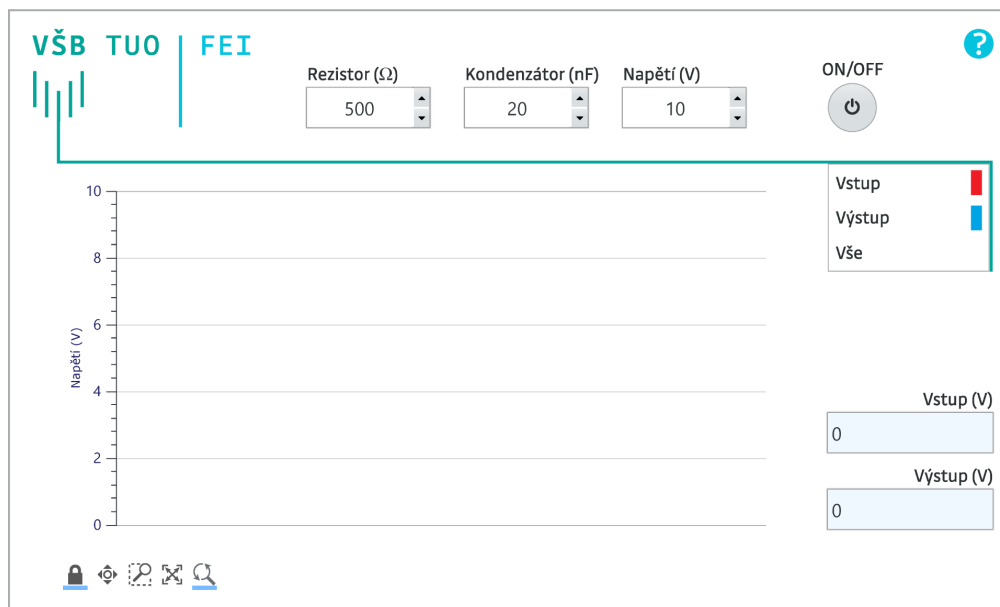 VŠB TUO | FEI
?
Rezistor (Ω)
500
Kondenzátor (nF)
20
Napětí (V)
10
ON/OFF
Vstup
Výstup
Vše
Napětí (V)
10
8
6
4
2
0
Vstup (V)
0
Výstup (V)
0